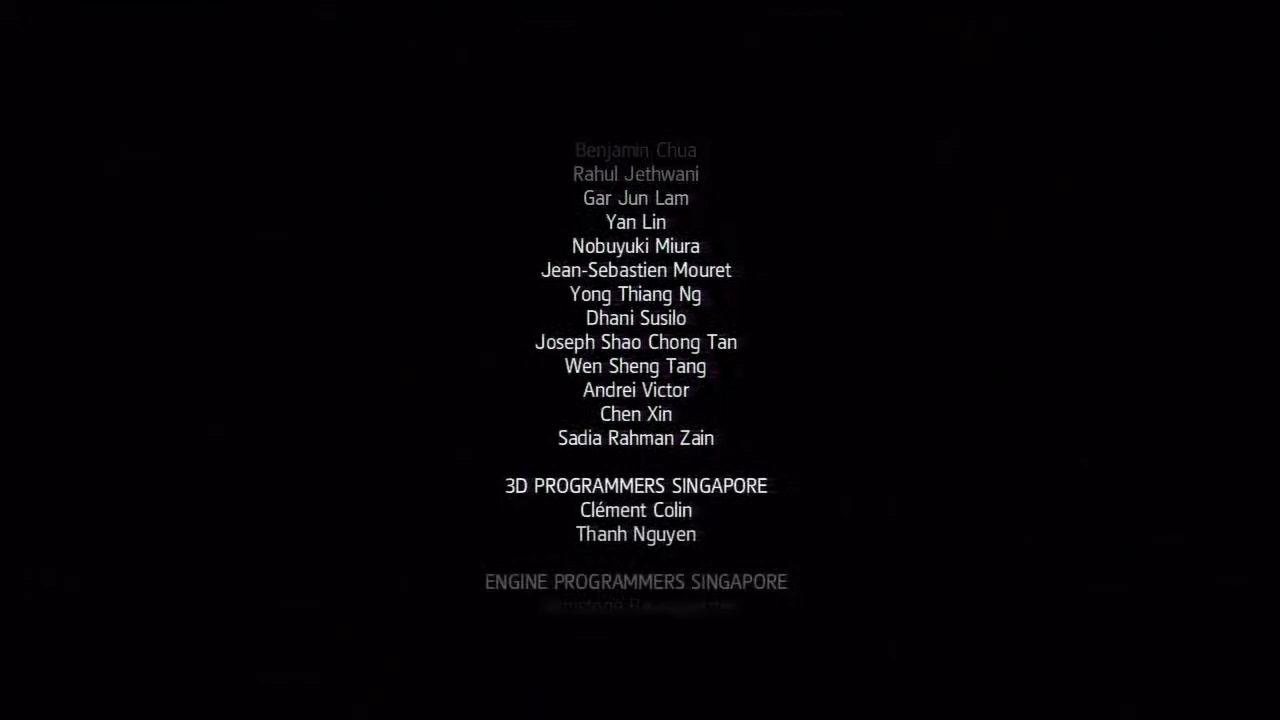 Benjamin Chua
Rahul Jethwani
Gar Jun Lam
Yan Lin
Nobuyuki Miura
Jean-Sebastien Mouret
Yong Thiang Ng
Dhani Susilo
Joseph Shao Chong Tan
Wen Sheng Tang
Andrei Victor
Chen Xin
Sadia Rahman Zain
3D PROGRAMMERS SINGAPORE
Clément Colin
Thanh Nguyen
ENGINE PROGRAMMERS SINGAPORE